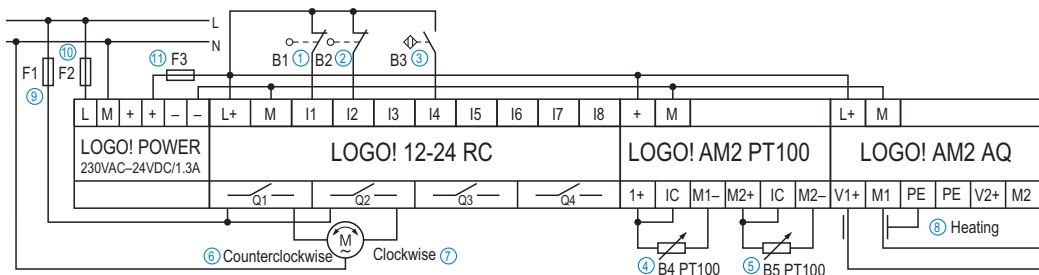 L
N
⑩ ⑪ F3
F1 F2
⑨
B1 ① B2 ② B3 ③
L M + + – – L+ M I1 I2 I3 I4 I5 I6 I7 I8 + M L+ M
LOGO! POWER
230VAC–24VDC/1.3A
LOGO! 12-24 RC
LOGO! AM2 PT100
LOGO! AM2 AQ
Q1 Q2 Q3 Q4
1+ IC M1– M2+ IC M2– V1+ M1 PE PE V2+ M2
M
⑥ Counterclockwise
Clockwise ⑦
④ B4 PT100
⑤ B5 PT100
⑧ Heating